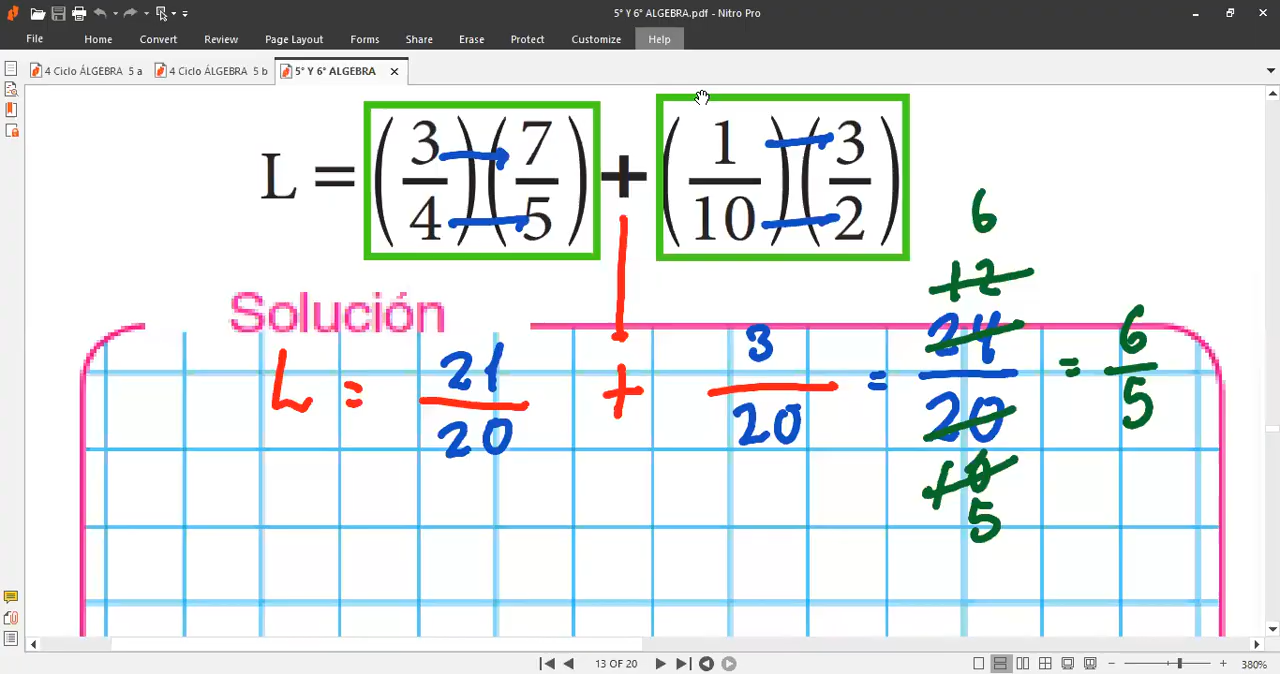 5° Y 6° ALGEBRA.pdf - Nitro Pro
File Home Convert Review Page Layout Forms Share Erase Protect Customize Help
4 Ciclo ÁLGEBRA 5 a 4 Ciclo ÁLGEBRA 5 b 5° Y 6° ALGEBRA
L = (3/4)(7/5) + (1/10)(3/2)
Solución
L = 21/20 + 3/20 = 24/20 = 6/5
6
12
10
5
13 OF 20
380%